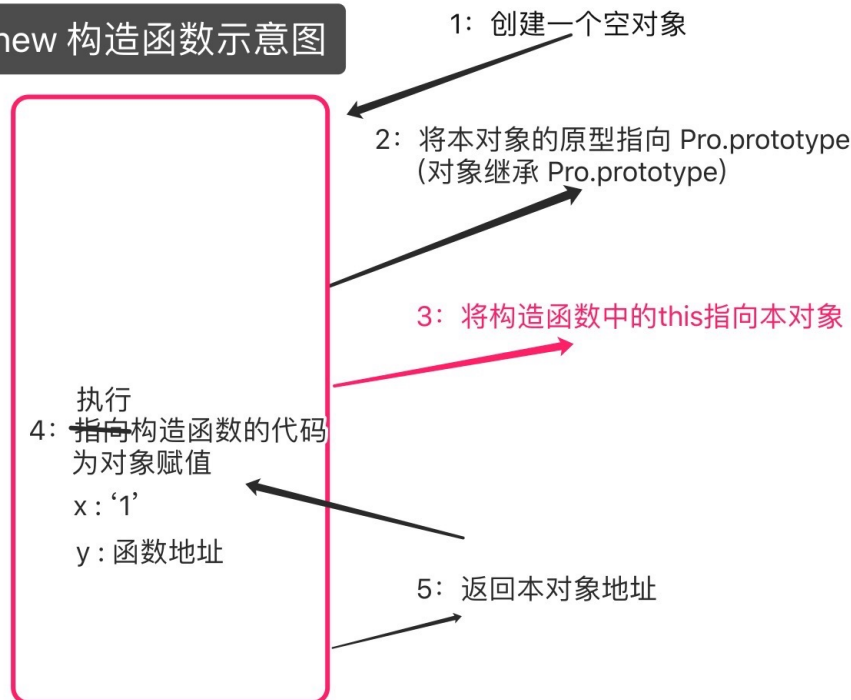 new 构造函数示意图
1：创建一个空对象
2：将本对象的原型指向 Pro.prototype
（对象继承 Pro.prototype）
3：将构造函数中的this指向本对象
执行
4：指向构造函数的代码
为对象赋值
x : ‘1’
y : 函数地址
5：返回本对象地址